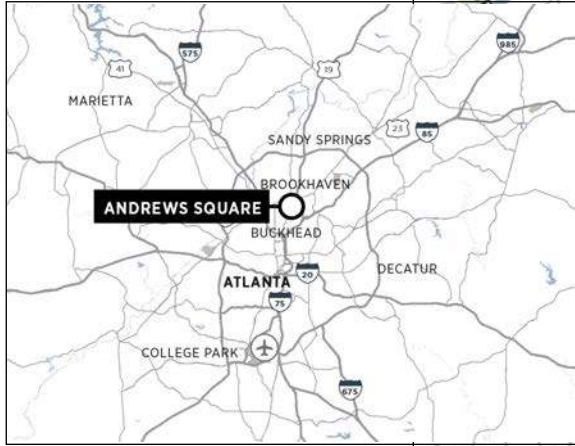 575
985
41
19
MARIETTA
23
85
SANDY SPRINGS
BROOKHAVEN
ANDREWS SQUARE
BUCKHEAD
20
DECATUR
ATLANTA
75
COLLEGE PARK
675